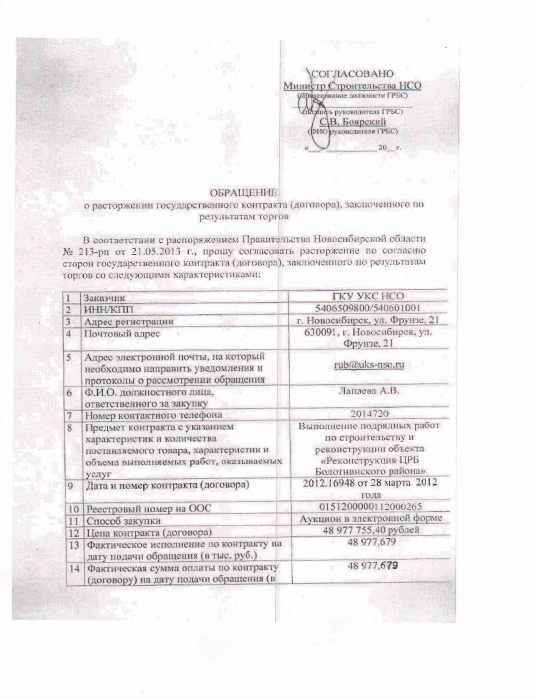 СОГЛАСОВАНО
Министр Строительства НСО
(наименование должности ГРБС)
(подпись руководителя ГРБС)
С.В. Боярский
(ФИО руководителя ГРБС)
«___»____________ 20__ г.
ОБРАЩЕНИЕ
о расторжении государственного контракта (договора), заключенного по
результатам торгов
В соответствии с распоряжением Правительства Новосибирской области
№ 213-рп от 21.05.2013 г., прошу согласовать расторжение по согласию
сторон государственного контракта (договора), заключенного по результатам
торгов со следующими характеристиками:
1 Заказчик ГКУ УКС НСО
2 ИНН/КПП 5406509800/540601001
3 Адрес регистрации г. Новосибирск, ул. Фрунзе, 21
4 Почтовый адрес 630091, г. Новосибирск, ул.
Фрунзе, 21
5 Адрес электронной почты, на который
необходимо направить уведомления и
протоколы о рассмотрении обращения
rub@uks-nso.ru
6 Ф.И.О. должностного лица,
ответственного за закупку
Лапаева А.В.
7 Номер контактного телефона 2014720
8 Предмет контракта с указанием
характеристик и количества
поставляемого товара, характеристик и
объема выполняемых работ, оказываемых
услуг
Выполнение подрядных работ
по строительству и
реконструкции объекта
«Реконструкция ЦРБ
Болотнинского района»
9 Дата и номер контракта (договора) 2012.16948 от 28 марта 2012
года
10 Реестровый номер на ООС 0151200000112000265
11 Способ закупки Аукцион в электронной форме
12 Цена контракта (договора) 48 977 755,40 рублей
13 Фактическое исполнение по контракту на
дату подачи обращения (в тыс. руб.)
48 977,679
14 Фактическая сумма оплаты по контракту
(договору) на дату подачи обращения (в
48 977,679